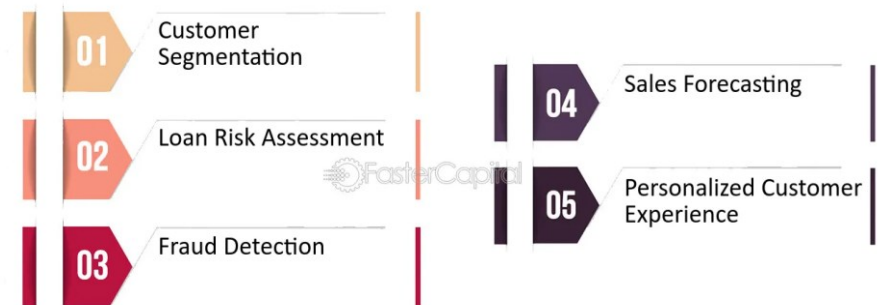 01
Customer
Segmentation
02
Loan Risk Assessment
03
Fraud Detection
FasterCapital
04
Sales Forecasting
05
Personalized Customer
Experience